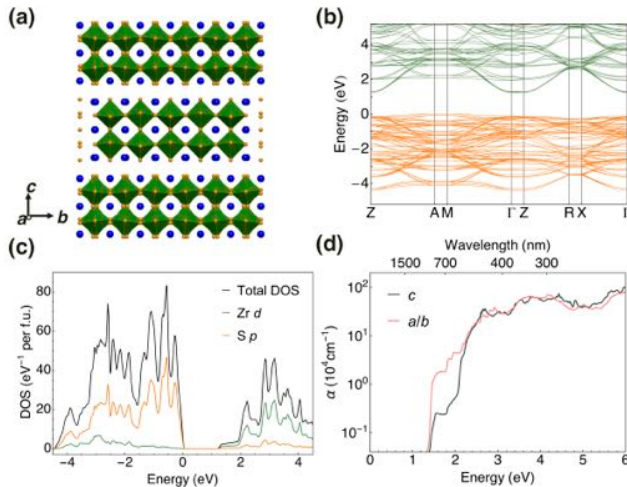 (a)
c
a
b
(b)
Energy (eV)
4
2
0
−2
−4
Z
A M
Γ Z
R X
Γ
(c)
DOS (eV⁻¹ per f.u.)
80
60
40
20
0
Total DOS
Zr d
S p
−4
−2
0
2
4
Energy (eV)
(d)
Wavelength (nm)
1500
700
400
300
α (10⁴cm⁻¹)
10²
10¹
10⁰
10⁻¹
c
a/b
0
1
2
3
4
5
6
Energy (eV)